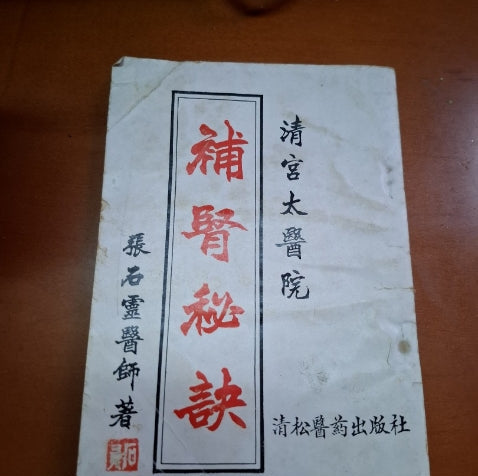 清宮太醫院
補腎秘訣
張石靈醫師著
清松醫药出版社